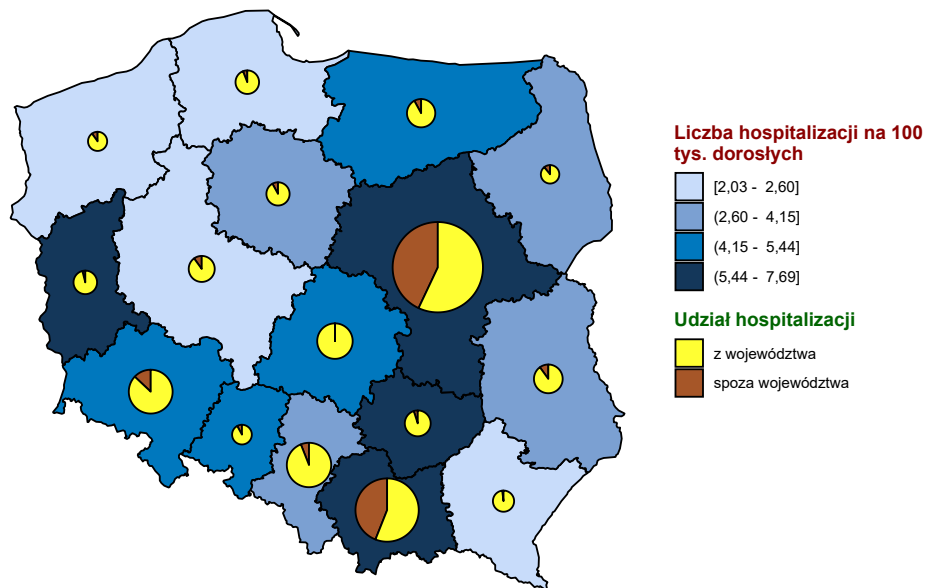 Liczba hospitalizacji na 100
tys. dorosłych
[2,03 - 2,60]
(2,60 - 4,15]
(4,15 - 5,44]
(5,44 - 7,69]
Udział hospitalizacji
z województwa
spoza województwa